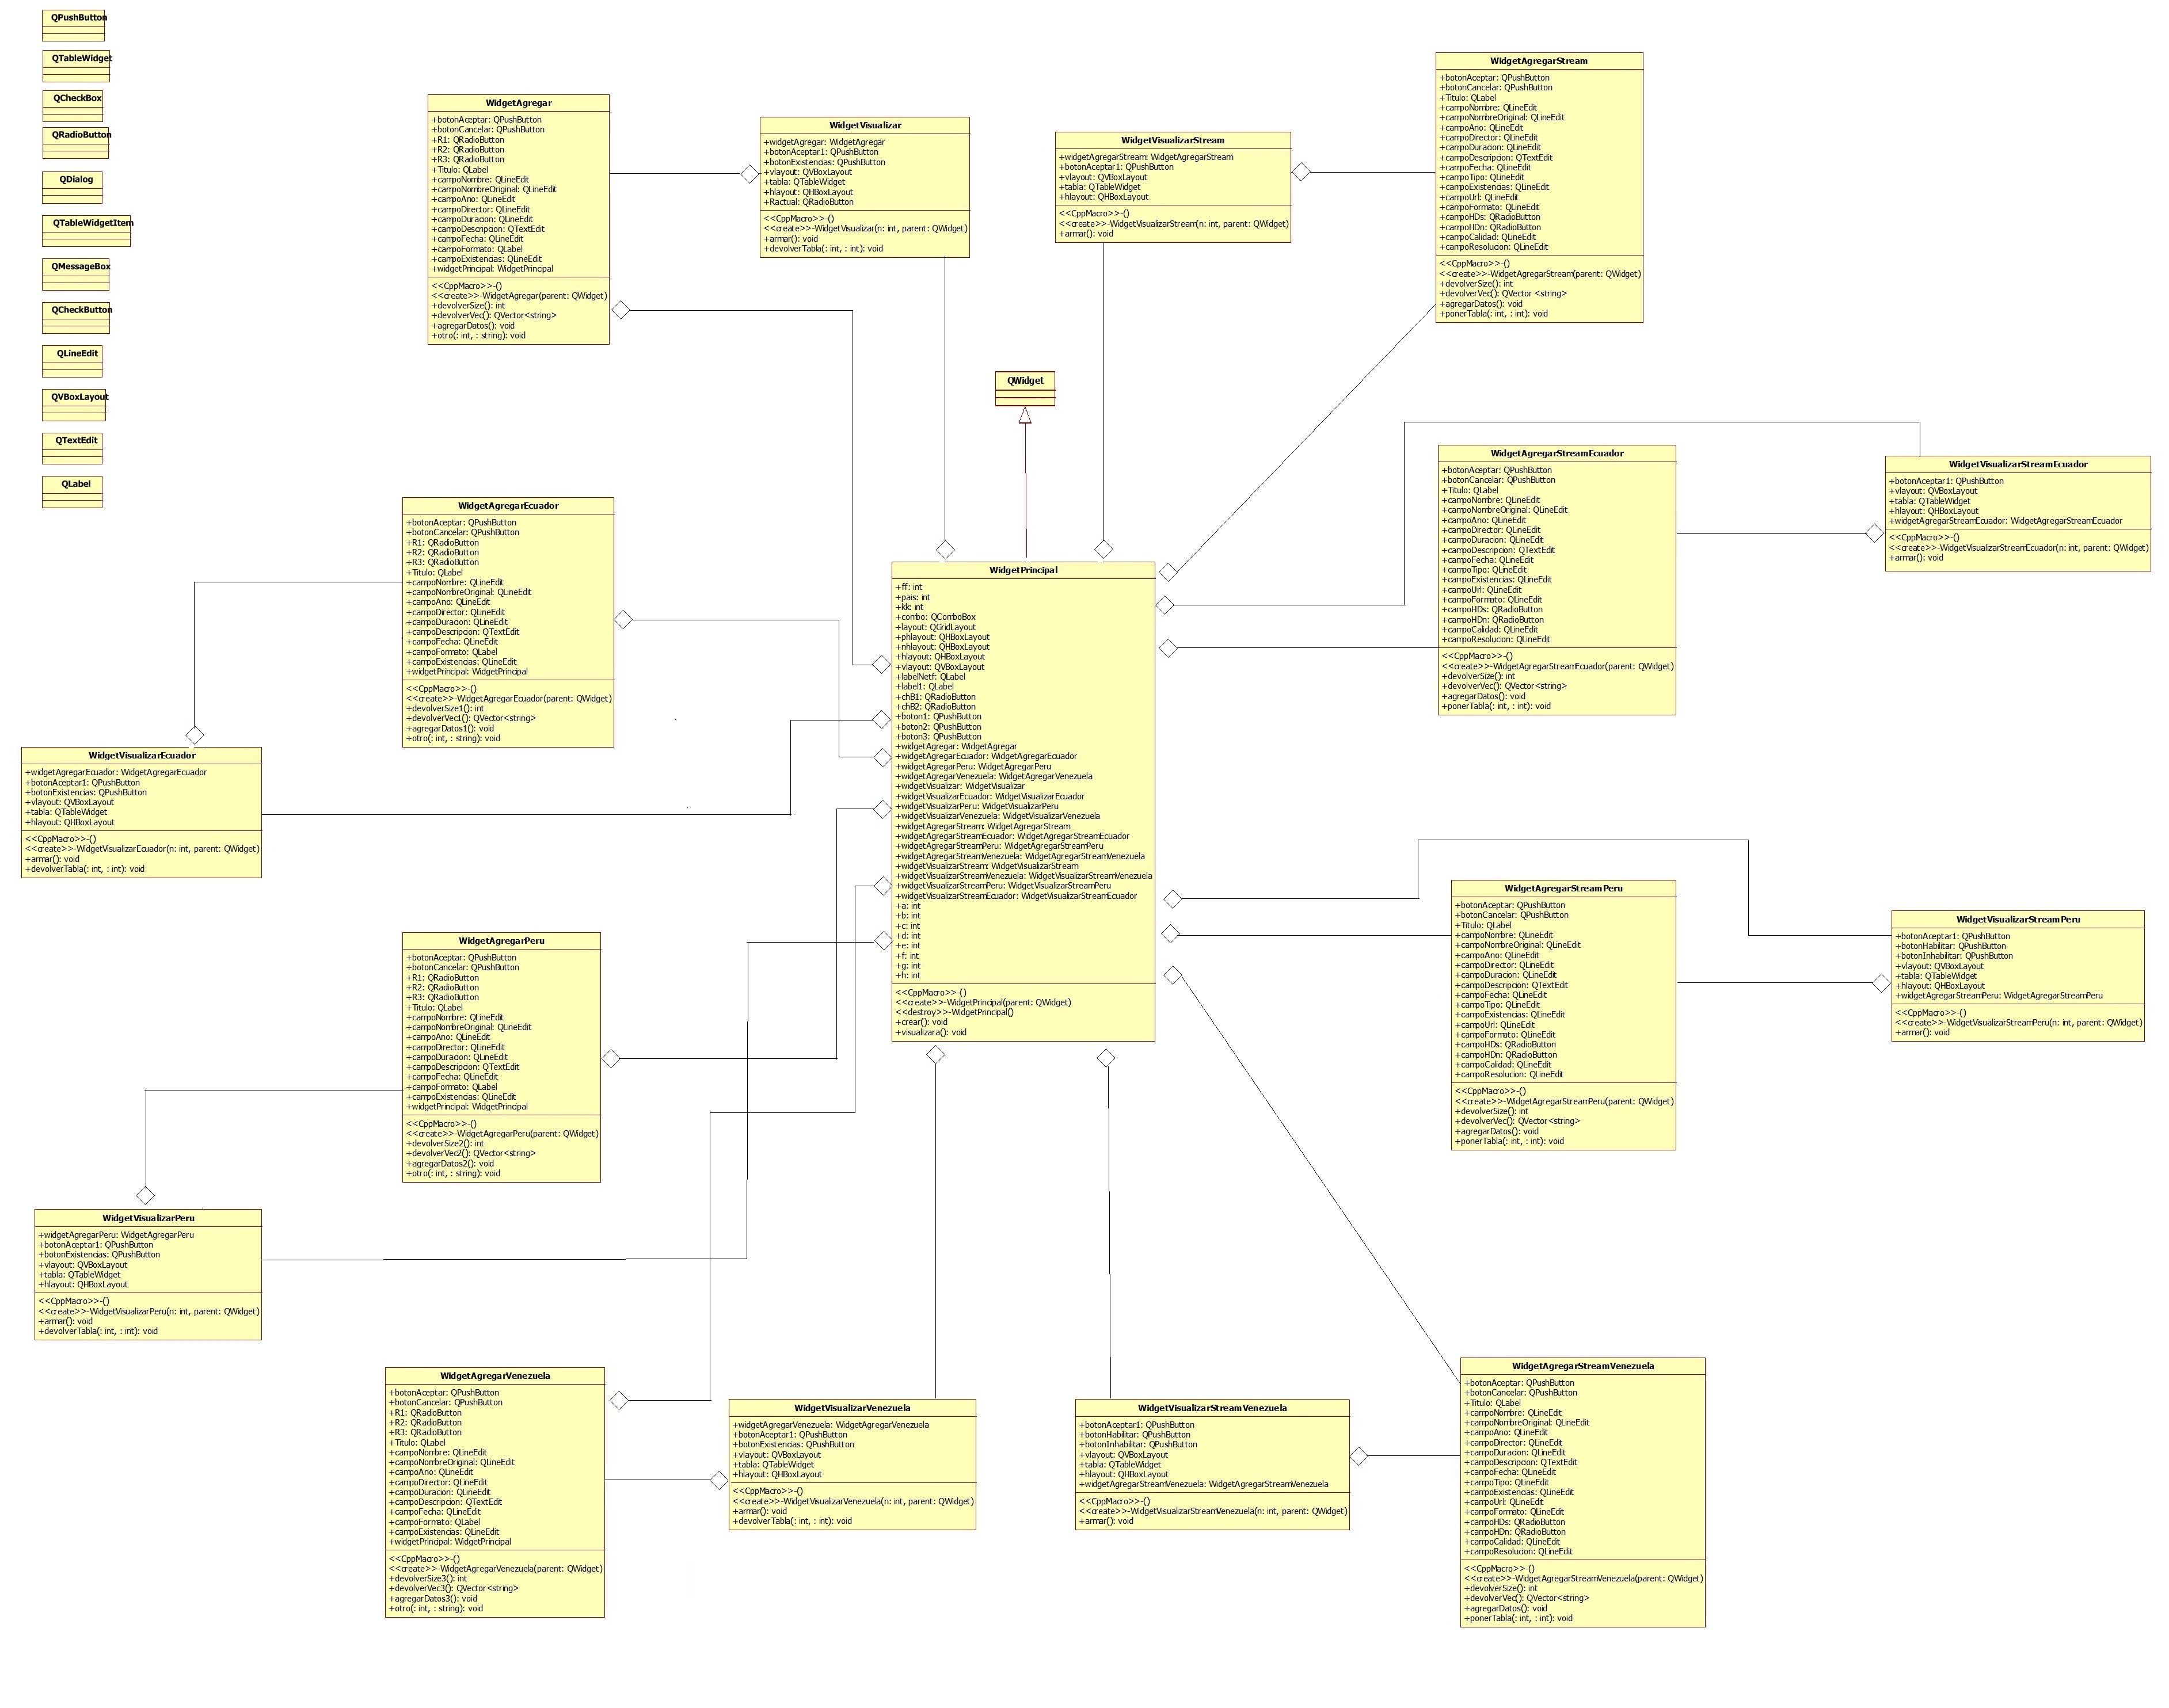 QPushButton
QTableWidget
QCheckBox
QRadioButton
QDialog
QTableWidgetItem
QMessageBox
QCheckButton
QLineEdit
QVBoxLayout
QTextEdit
QLabel
WidgetAgregar
+botonAceptar: QPushButton
+botonCancelar: QPushButton
+R1: QRadioButton
+R2: QRadioButton
+R3: QRadioButton
+Titulo: QLabel
+campoNombre: QLineEdit
+campoNombreOriginal: QLineEdit
+campoAno: QLineEdit
+campoDirector: QLineEdit
+campoDuracion: QLineEdit
+campoDescripcion: QTextEdit
+campoFecha: QLineEdit
+campoFormato: QLabel
+campoExistencias: QLineEdit
+widgetPrincipal: WidgetPrincipal
<<CppMacro>>-()
<<create>>-WidgetAgregar(parent: QWidget)
+devolverSize(): int
+devolverVec(): QVector<string>
+agregarDatos(): void
+otro(: int, : string): void
WidgetVisualizar
+widgetAgregar: WidgetAgregar
+botonAceptar1: QPushButton
+botonExistencias: QPushButton
+vlayout: QVBoxLayout
+tabla: QTableWidget
+hlayout: QHBoxLayout
+Ractual: QRadioButton
<<CppMacro>>-()
<<create>>-WidgetVisualizar(n: int, parent: QWidget)
+armar(): void
+devolverTabla(: int, : int): void
WidgetVisualizarStream
+widgetAgregarStream: WidgetAgregarStream
+botonAceptar1: QPushButton
+vlayout: QVBoxLayout
+tabla: QTableWidget
+hlayout: QHBoxLayout
<<CppMacro>>-()
<<create>>-WidgetVisualizarStream(n: int, parent: QWidget)
+armar(): void
WidgetAgregarStream
+botonAceptar: QPushButton
+botonCancelar: QPushButton
+Titulo: QLabel
+campoNombre: QLineEdit
+campoNombreOriginal: QLineEdit
+campoAno: QLineEdit
+campoDirector: QLineEdit
+campoDuracion: QLineEdit
+campoDescripcion: QTextEdit
+campoFecha: QLineEdit
+campoTipo: QLineEdit
+campoExistencias: QLineEdit
+campoUrl: QLineEdit
+campoFormato: QLineEdit
+campoHDs: QRadioButton
+campoHDn: QRadioButton
+campoCalidad: QLineEdit
+campoResolucion: QLineEdit
<<CppMacro>>-()
<<create>>-WidgetAgregarStream(parent: QWidget)
+devolverSize(): int
+devolverVec(): QVector <string>
+agregarDatos(): void
+ponerTabla(: int, : int): void
QWidget
WidgetAgregarEcuador
+botonAceptar: QPushButton
+botonCancelar: QPushButton
+R1: QRadioButton
+R2: QRadioButton
+R3: QRadioButton
+Titulo: QLabel
+campoNombre: QLineEdit
+campoNombreOriginal: QLineEdit
+campoAno: QLineEdit
+campoDirector: QLineEdit
+campoDuracion: QLineEdit
+campoDescripcion: QTextEdit
+campoFecha: QLineEdit
+campoFormato: QLabel
+campoExistencias: QLineEdit
+widgetPrincipal: WidgetPrincipal
<<CppMacro>>-()
<<create>>-WidgetAgregarEcuador(parent: QWidget)
+devolverSize1(): int
+devolverVec1(): QVector<string>
+agregarDatos1(): void
+otro(: int, : string): void
WidgetVisualizarEcuador
+widgetAgregarEcuador: WidgetAgregarEcuador
+botonAceptar1: QPushButton
+botonExistencias: QPushButton
+vlayout: QVBoxLayout
+tabla: QTableWidget
+hlayout: QHBoxLayout
<<CppMacro>>-()
<<create>>-WidgetVisualizarEcuador(n: int, parent: QWidget)
+armar(): void
+devolverTabla(: int, : int): void
WidgetPrincipal
+ff: int
+pais: int
+kk: int
+combo: QComboBox
+layout: QGridLayout
+phlayout: QHBoxLayout
+nhlayout: QHBoxLayout
+hlayout: QHBoxLayout
+vlayout: QVBoxLayout
+labelNetf: QLabel
+label1: QLabel
+chB1: QRadioButton
+chB2: QRadioButton
+boton1: QPushButton
+boton2: QPushButton
+boton3: QPushButton
+widgetAgregar: WidgetAgregar
+widgetAgregarEcuador: WidgetAgregarEcuador
+widgetAgregarPeru: WidgetAgregarPeru
+widgetAgregarVenezuela: WidgetAgregarVenezuela
+widgetVisualizar: WidgetVisualizar
+widgetVisualizarEcuador: WidgetVisualizarEcuador
+widgetVisualizarPeru: WidgetVisualizarPeru
+widgetVisualizarVenezuela: WidgetVisualizarVenezuela
+widgetAgregarStream: WidgetAgregarStream
+widgetAgregarStreamEcuador: WidgetAgregarStreamEcuador
+widgetAgregarStreamPeru: WidgetAgregarStreamPeru
+widgetAgregarStreamVenezuela: WidgetAgregarStreamVenezuela
+widgetVisualizarStream: WidgetVisualizarStream
+widgetVisualizarStreamVenezuela: WidgetVisualizarStreamVenezuela
+widgetVisualizarStreamPeru: WidgetVisualizarStreamPeru
+widgetVisualizarStreamEcuador: WidgetVisualizarStreamEcuador
+a: int
+b: int
+c: int
+d: int
+e: int
+f: int
+g: int
+h: int
<<CppMacro>>-()
<<create>>-WidgetPrincipal(parent: QWidget)
<<destroy>>-WidgetPrincipal()
+crear(): void
+visualizara(): void
WidgetAgregarStreamEcuador
+botonAceptar: QPushButton
+botonCancelar: QPushButton
+Titulo: QLabel
+campoNombre: QLineEdit
+campoNombreOriginal: QLineEdit
+campoAno: QLineEdit
+campoDirector: QLineEdit
+campoDuracion: QLineEdit
+campoDescripcion: QTextEdit
+campoFecha: QLineEdit
+campoTipo: QLineEdit
+campoExistencias: QLineEdit
+campoUrl: QLineEdit
+campoFormato: QLineEdit
+campoHDs: QRadioButton
+campoHDn: QRadioButton
+campoCalidad: QLineEdit
+campoResolucion: QLineEdit
<<CppMacro>>-()
<<create>>-WidgetAgregarStreamEcuador(parent: QWidget)
+devolverSize(): int
+devolverVec(): QVector<string>
+agregarDatos(): void
+ponerTabla(: int, : int): void
WidgetVisualizarStreamEcuador
+botonAceptar1: QPushButton
+vlayout: QVBoxLayout
+tabla: QTableWidget
+hlayout: QHBoxLayout
+widgetAgregarStreamEcuador: WidgetAgregarStreamEcuador
<<CppMacro>>-()
<<create>>-WidgetVisualizarStreamEcuador(n: int, parent: QWidget)
+armar(): void
WidgetAgregarPeru
+botonAceptar: QPushButton
+botonCancelar: QPushButton
+R1: QRadioButton
+R2: QRadioButton
+R3: QRadioButton
+Titulo: QLabel
+campoNombre: QLineEdit
+campoNombreOriginal: QLineEdit
+campoAno: QLineEdit
+campoDirector: QLineEdit
+campoDuracion: QLineEdit
+campoDescripcion: QTextEdit
+campoFecha: QLineEdit
+campoFormato: QLabel
+campoExistencias: QLineEdit
+widgetPrincipal: WidgetPrincipal
<<CppMacro>>-()
<<create>>-WidgetAgregarPeru(parent: QWidget)
+devolverSize2(): int
+devolverVec2(): QVector<string>
+agregarDatos2(): void
+otro(: int, : string): void
WidgetVisualizarPeru
+widgetAgregarPeru: WidgetAgregarPeru
+botonAceptar1: QPushButton
+botonExistencias: QPushButton
+vlayout: QVBoxLayout
+tabla: QTableWidget
+hlayout: QHBoxLayout
<<CppMacro>>-()
<<create>>-WidgetVisualizarPeru(n: int, parent: QWidget)
+armar(): void
+devolverTabla(: int, : int): void
WidgetAgregarStreamPeru
+botonAceptar: QPushButton
+botonCancelar: QPushButton
+Titulo: QLabel
+campoNombre: QLineEdit
+campoNombreOriginal: QLineEdit
+campoAno: QLineEdit
+campoDirector: QLineEdit
+campoDuracion: QLineEdit
+campoDescripcion: QTextEdit
+campoFecha: QLineEdit
+campoTipo: QLineEdit
+campoExistencias: QLineEdit
+campoUrl: QLineEdit
+campoFormato: QLineEdit
+campoHDs: QRadioButton
+campoHDn: QRadioButton
+campoCalidad: QLineEdit
+campoResolucion: QLineEdit
<<CppMacro>>-()
<<create>>-WidgetAgregarStreamPeru(parent: QWidget)
+devolverSize(): int
+devolverVec(): QVector<string>
+agregarDatos(): void
+ponerTabla(: int, : int): void
WidgetVisualizarStreamPeru
+botonAceptar1: QPushButton
+botonHabilitar: QPushButton
+botonInhabilitar: QPushButton
+vlayout: QVBoxLayout
+tabla: QTableWidget
+hlayout: QHBoxLayout
+widgetAgregarStreamPeru: WidgetAgregarStreamPeru
<<CppMacro>>-()
<<create>>-WidgetVisualizarStreamPeru(n: int, parent: QWidget)
+armar(): void
WidgetAgregarVenezuela
+botonAceptar: QPushButton
+botonCancelar: QPushButton
+R1: QRadioButton
+R2: QRadioButton
+R3: QRadioButton
+Titulo: QLabel
+campoNombre: QLineEdit
+campoNombreOriginal: QLineEdit
+campoAno: QLineEdit
+campoDirector: QLineEdit
+campoDuracion: QLineEdit
+campoDescripcion: QTextEdit
+campoFecha: QLineEdit
+campoFormato: QLabel
+campoExistencias: QLineEdit
+widgetPrincipal: WidgetPrincipal
<<CppMacro>>-()
<<create>>-WidgetAgregarVenezuela(parent: QWidget)
+devolverSize3(): int
+devolverVec3(): QVector<string>
+agregarDatos3(): void
+otro(: int, : string): void
WidgetVisualizarVenezuela
+widgetAgregarVenezuela: WidgetAgregarVenezuela
+botonAceptar1: QPushButton
+botonExistencias: QPushButton
+vlayout: QVBoxLayout
+tabla: QTableWidget
+hlayout: QHBoxLayout
<<CppMacro>>-()
<<create>>-WidgetVisualizarVenezuela(n: int, parent: QWidget)
+armar(): void
+devolverTabla(: int, : int): void
WidgetVisualizarStreamVenezuela
+botonAceptar1: QPushButton
+botonHabilitar: QPushButton
+botonInhabilitar: QPushButton
+vlayout: QVBoxLayout
+tabla: QTableWidget
+hlayout: QHBoxLayout
+widgetAgregarStreamVenezuela: WidgetAgregarStreamVenezuela
<<CppMacro>>-()
<<create>>-WidgetVisualizarStreamVenezuela(n: int, parent: QWidget)
+armar(): void
WidgetAgregarStreamVenezuela
+botonAceptar: QPushButton
+botonCancelar: QPushButton
+Titulo: QLabel
+campoNombre: QLineEdit
+campoNombreOriginal: QLineEdit
+campoAno: QLineEdit
+campoDirector: QLineEdit
+campoDuracion: QLineEdit
+campoDescripcion: QTextEdit
+campoFecha: QLineEdit
+campoTipo: QLineEdit
+campoExistencias: QLineEdit
+campoUrl: QLineEdit
+campoFormato: QLineEdit
+campoHDs: QRadioButton
+campoHDn: QRadioButton
+campoCalidad: QLineEdit
+campoResolucion: QLineEdit
<<CppMacro>>-()
<<create>>-WidgetAgregarStreamVenezuela(parent: QWidget)
+devolverSize(): int
+devolverVec(): QVector<string>
+agregarDatos(): void
+ponerTabla(: int, : int): void